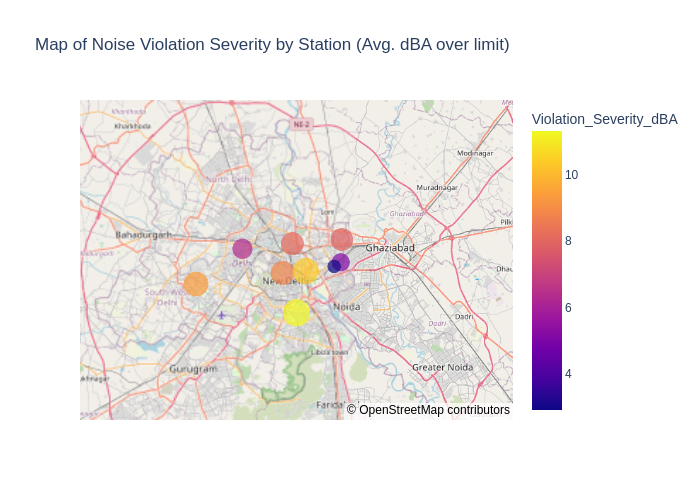 Map of Noise Violation Severity by Station (Avg. dBA over limit)
Violation_Severity_dBA
10
8
6
4
Kharkhoda
Kharkhoda
NE-2
Modinagar
Muradnagar
North Delhi
Loni
Ghaziabad
Bahadurgarh
Ghaziabad
Delhi
New Delhi
South West
Delhi
Noida
Dadri
Dadri
Gurugram
Greater Noida
© OpenStreetMap contributors